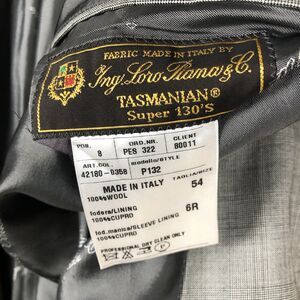 FABRIC MADE IN ITALY BY
Ing. Loro Piana & C.
TASMANIAN®
Super 130'S
POS. ORD.NR. CLIENT
8 PES 322 80011
ART.COL. modello/STYLE
42180-0358 P132
MADE IN ITALY TAGLIA/SIZE
100%WOOL 54
fodera/LINING
100%CUPRO 6R
fod.manica/SLEEVE LINING
100%CUPRO
PROFESSIONAL DRY CLEAN ONLY
P